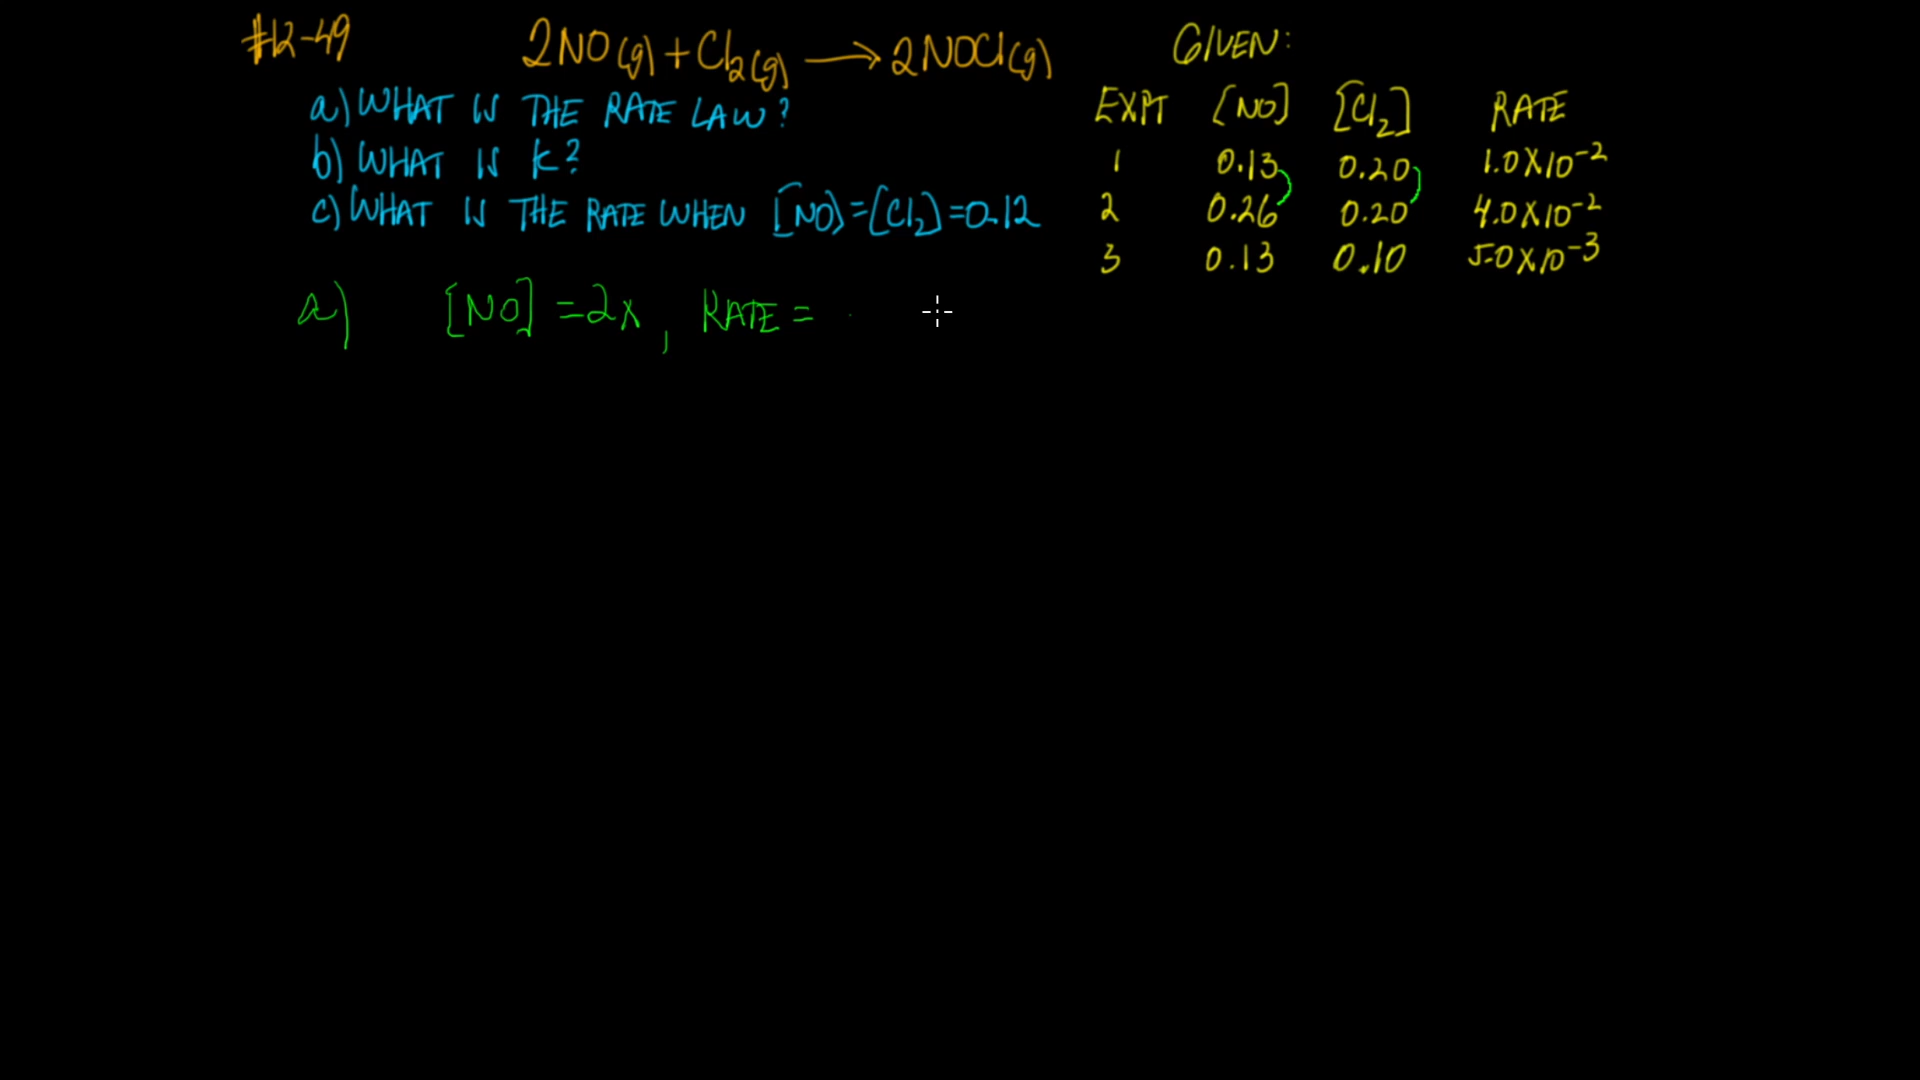 #12-49
2NO(g) + Cl₂(g) → 2NOCl(g)
a) WHAT IS THE RATE LAW?
b) WHAT IS k?
c) WHAT IS THE RATE WHEN [NO]=[Cl₂]=0.12
GIVEN:
EXPT [NO] [Cl₂] RATE
1 0.13 0.20 1.0X10⁻²
2 0.26 0.20 4.0X10⁻²
3 0.13 0.10 5.0X10⁻³
a) [NO] = 2x, RATE =